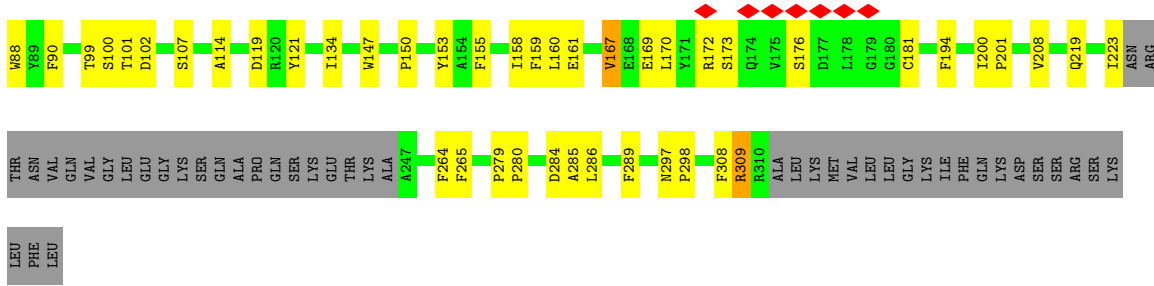 W88 Y89 F90 T99 S100 T101 D102 S107 A114 D119 R120 Y121 I134 W147 P150 Y153 A154 F155 I158 F159 L160 E161 V167 E168 E169 L170 Y171 R172 S173 Q174 V175 S176 D177 L178 G179 G180 G181 F194 I200 P201 V208 Q219 I223 ASN ARG
THR ASN VAL GLN VAL GLY LEU GLU GLY LYS SER GLN ALA PRO GLN SER LYS GLU THR LYS ALA A247 F264 F265 P279 P280 D284 A285 L286 F289 N297 P298 F308 R309 R310 ALA LEU LYS MET VAL LEU LEU GLY LYS ILE PHE GLN LYS ASP SER SER ARG SER LYS
LEU PHE LEU